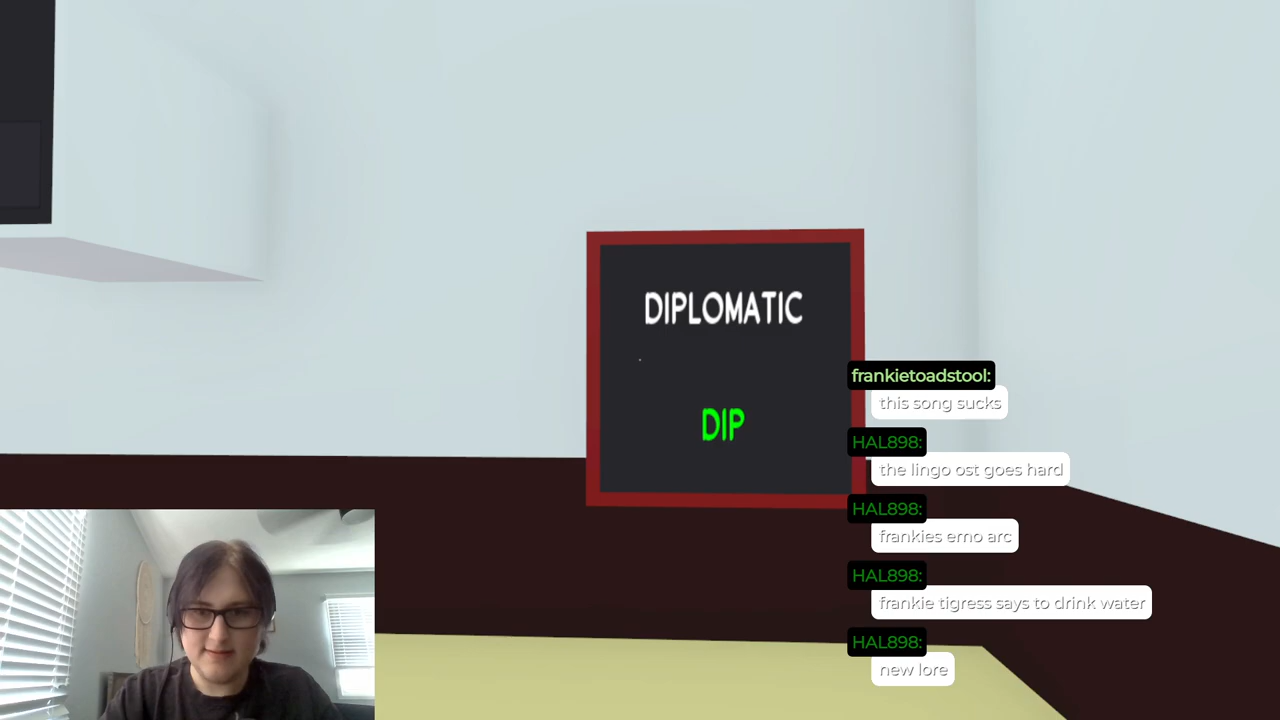 DIPLOMATIC
DIP
frankietoadstool:
this song sucks
HAL898:
the lingo ost goes hard
HAL898:
frankies emo arc
HAL898:
frankie tigress says to drink water
HAL898:
new lore